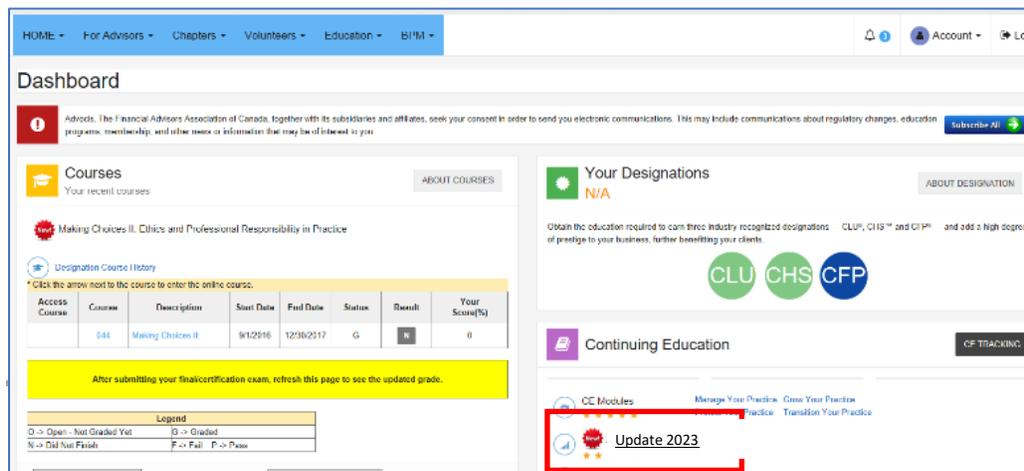 HOME For Advisors Chapters Volunteers Education BPM
3 Account Lo
Dashboard
Advocis, The Financial Advisors Association of Canada, together with its subsidiaries and affiliates, seek your consent in order to send you electronic communications. This may include communications about regulatory changes, education
programs, membership, and other news or information that may be of interest to you
Subscribe All
Courses
Your recent courses
ABOUT COURSES
New! Making Choices II: Ethics and Professional Responsibility in Practice
Designation Course History
* Click the arrow next to the course to enter the online course.
Access Course Course Description Start Date End Date Status Result Your Score(%)
044 Making Choices II: 9/1/2016 12/30/2017 G N 0
After submitting your final/certification exam, refresh this page to see the updated grade.
Legend
O -> Open - Not Graded Yet G -> Graded
N -> Did Not Finish F -> Fail P -> Pass
Your Designations
N/A
ABOUT DESIGNATION
Obtain the education required to earn three industry recognized designations CLU®, CHS™ and CFP® and add a high degre
of prestige to your business, further benefitting your clients.
CLU CHS CFP
Continuing Education
CE TRACKING
CE Modules
Manage Your Practice Grow Your Practice
Practice Transition Your Practice
New! Update 2023